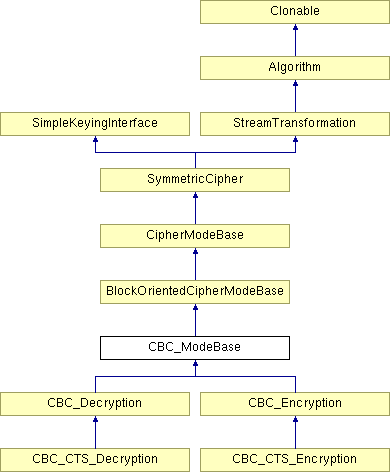 Clonable
Algorithm
SimpleKeyingInterface
StreamTransformation
SymmetricCipher
CipherModeBase
BlockOrientedCipherModeBase
CBC_ModeBase
CBC_Decryption
CBC_Encryption
CBC_CTS_Decryption
CBC_CTS_Encryption